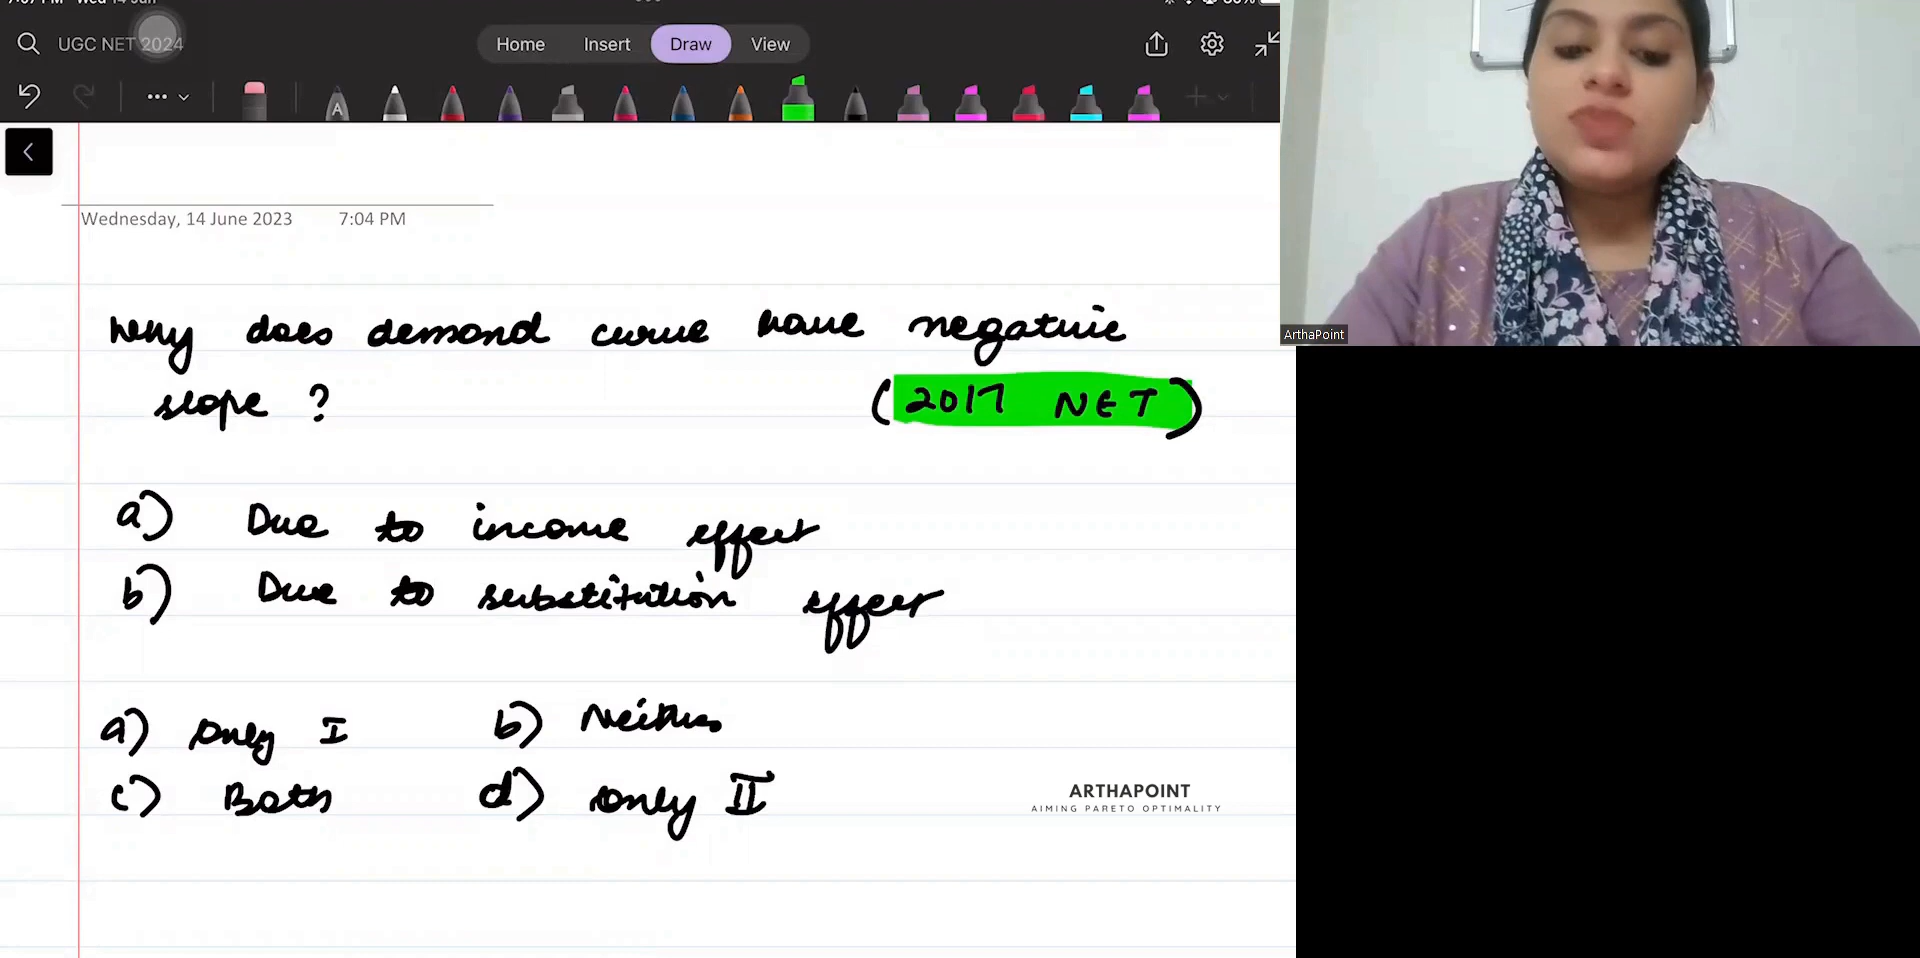 UGC NET 2024
Home Insert Draw View
A
ArthaPoint
Wednesday, 14 June 2023 7:04 PM
Why does demand curve have negative
slope ?
(2017 NET)
a) Due to income effect
b) Due to substitution effect
a) Only I b) Neither
c) Both d) Only II
ARTHAPOINT
AIMING PARETO OPTIMALITY